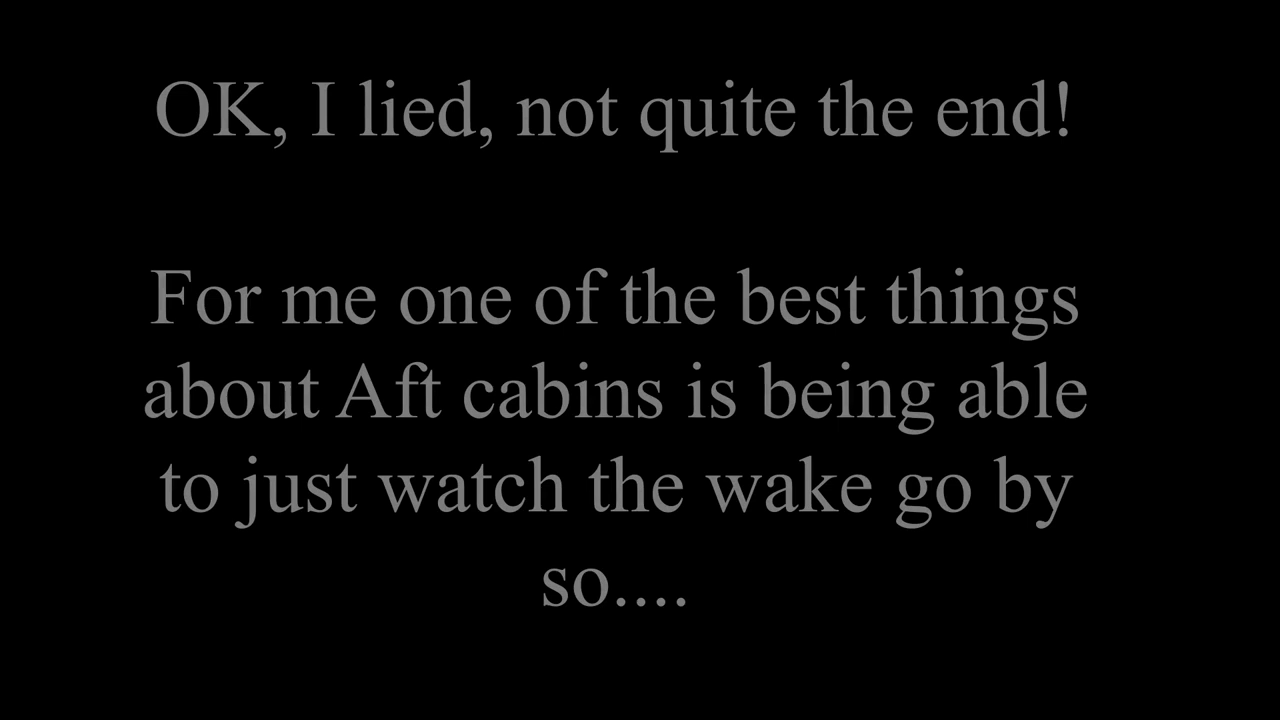 OK, I lied, not quite the end!
For me one of the best things
about Aft cabins is being able
to just watch the wake go by
so....